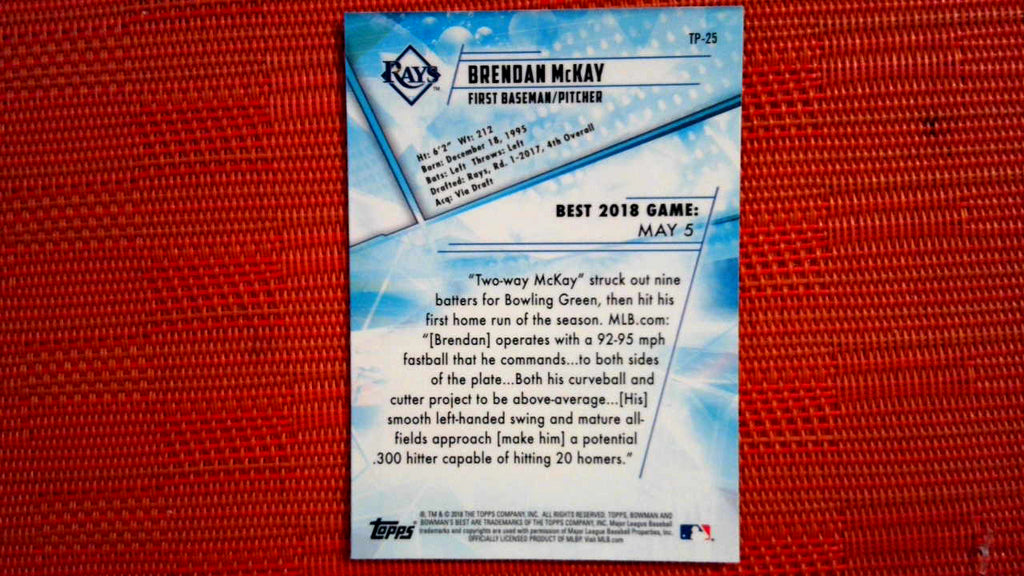 TP-25
RAYS
BRENDAN McKAY
FIRST BASEMAN/PITCHER
Ht: 6'2" Wt: 212
Born: December 18, 1995
Bats: Left Throws: Left
Drafted: Rays, Rd. 1-2017, 4th Overall
Acq: Via Draft
BEST 2018 GAME:
MAY 5
"Two-way McKay" struck out nine
batters for Bowling Green, then hit his
first home run of the season. MLB.com:
"[Brendan] operates with a 92-95 mph
fastball that he commands...to both sides
of the plate...Both his curveball and
cutter project to be above-average...[His]
smooth left-handed swing and mature all-
fields approach [make him] a potential
.300 hitter capable of hitting 20 homers."
topps
®, TM & © 2018 THE TOPPS COMPANY, INC. ALL RIGHTS RESERVED. TOPPS, BOWMAN AND
BOWMAN'S BEST ARE TRADEMARKS OF THE TOPPS COMPANY, INC. Major League Baseball
trademarks and copyrights are used with permission of Major League Baseball Properties, Inc.
OFFICIALLY LICENSED PRODUCT OF MLBP. Visit MLB.com